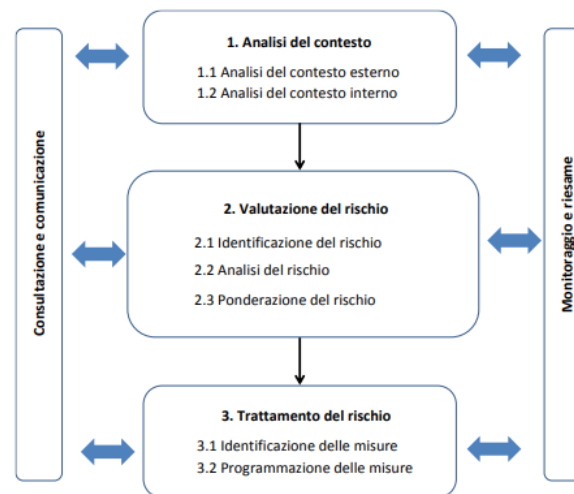 1. Analisi del contesto
1.1 Analisi del contesto esterno
1.2 Analisi del contesto interno
Consultazione e comunicazione
2. Valutazione del rischio
2.1 Identificazione del rischio
2.2 Analisi del rischio
2.3 Ponderazione del rischio
Monitoraggio e riesame
3. Trattamento del rischio
3.1 Identificazione delle misure
3.2 Programmazione delle misure